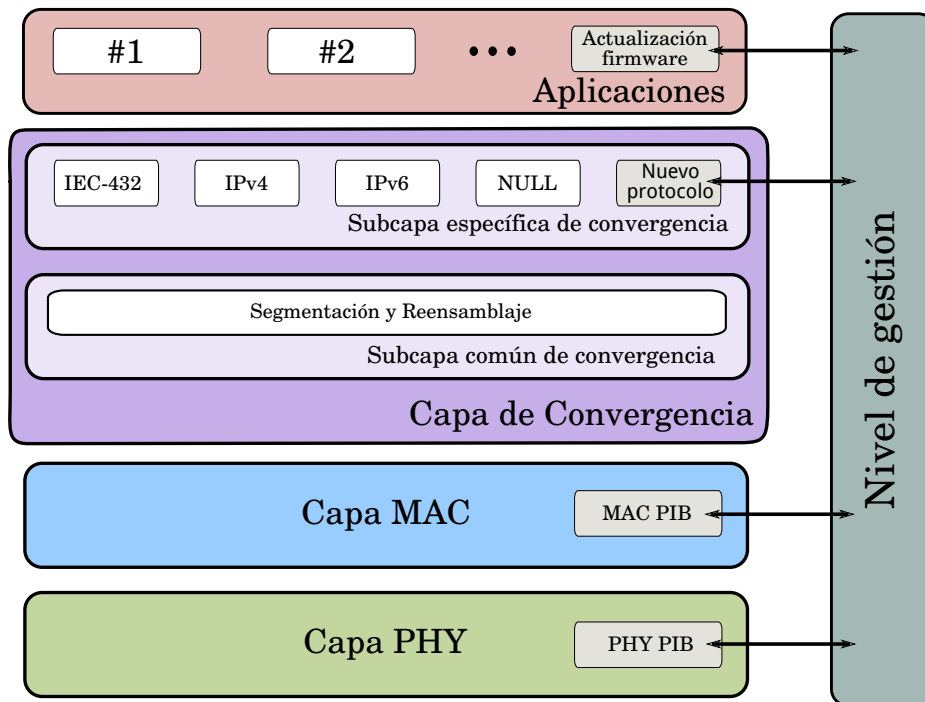 #1
#2
•••
Actualización
firmware
Aplicaciones
IEC-432
IPv4
IPv6
NULL
Nuevo
protocolo
Subcapa específica de convergencia
Segmentación y Reensamblaje
Subcapa común de convergencia
Capa de Convergencia
Capa MAC
MAC PIB
Capa PHY
PHY PIB
Nivel de gestión